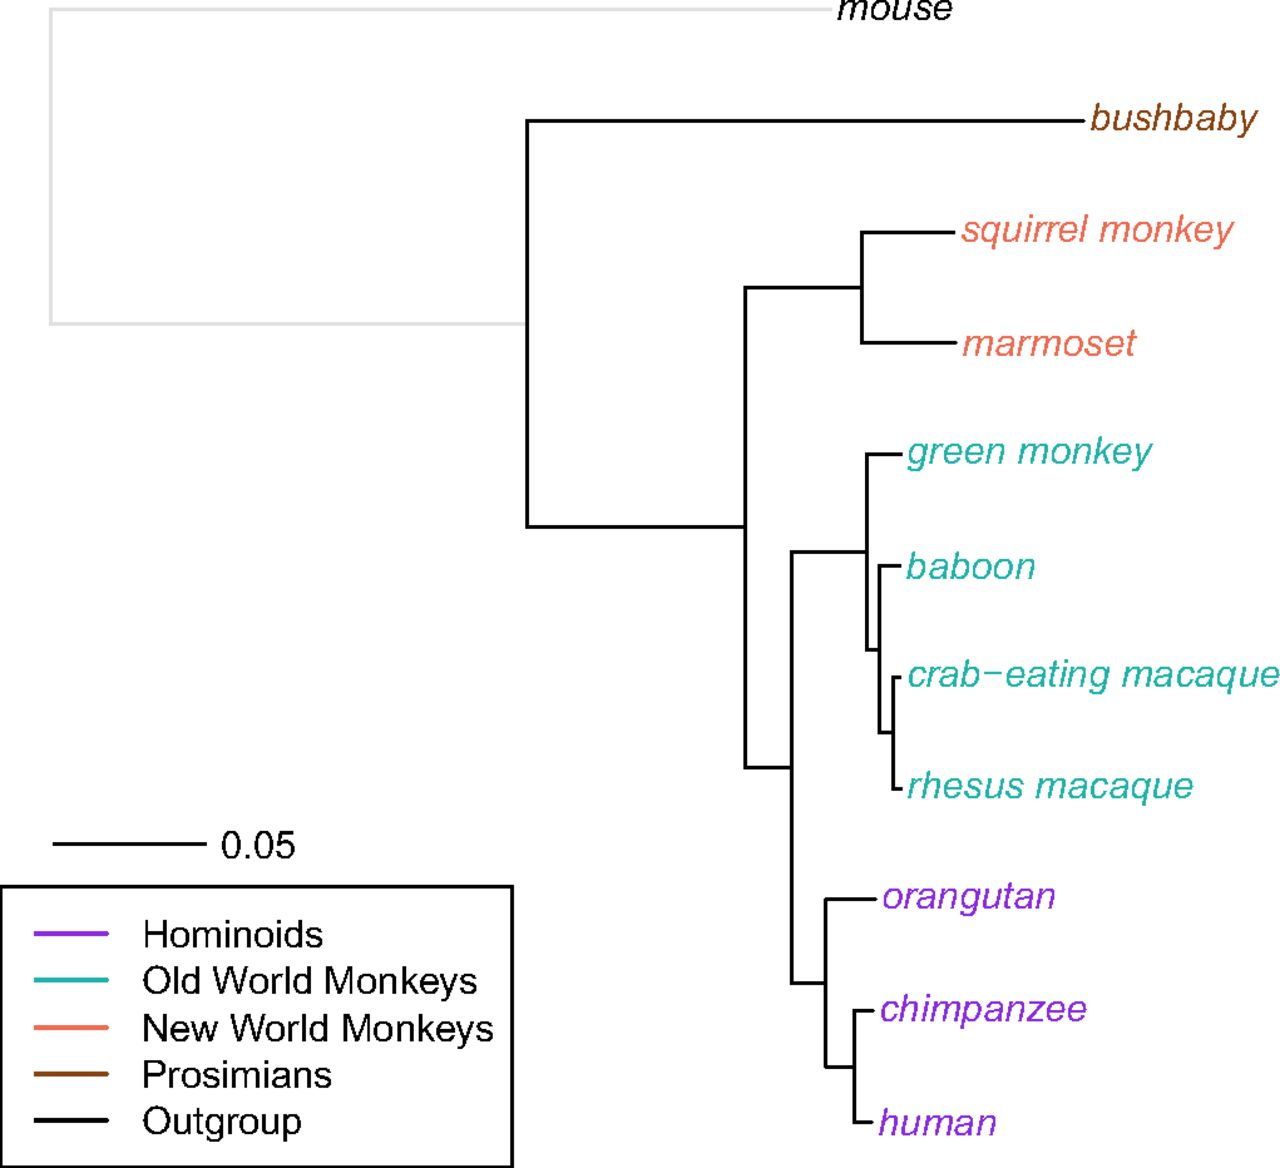 mouse
bushbaby
squirrel monkey
marmoset
green monkey
baboon
crab−eating macaque
rhesus macaque
0.05
orangutan
Hominoids
Old World Monkeys
chimpanzee
New World Monkeys
Prosimians
Outgroup
human